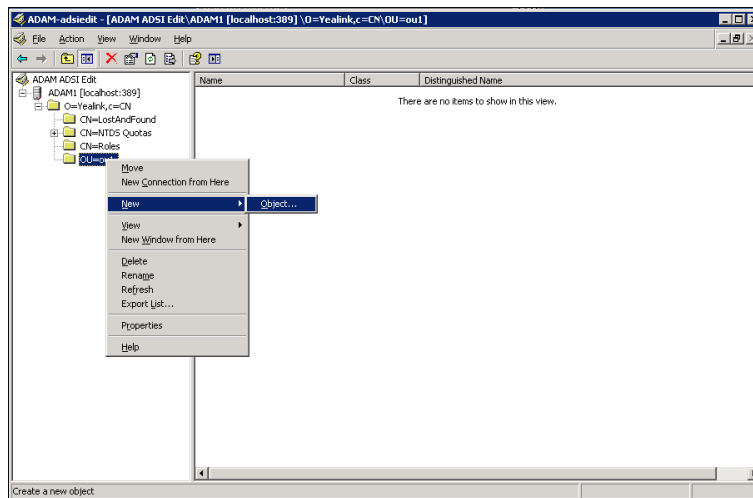 ADAM-adsiedit - [ADAM ADSI Edit\ADAM1 [localhost:389] \O=Yealink,c=CN\OU=ou1]
File Action View Window Help
ADAM ADSI Edit
ADAM1 [localhost:389]
O=Yealink,c=CN
CN=LostAndFound
CN=NTDS Quotas
CN=Roles
OU=ou1
Name Class Distinguished Name
There are no items to show in this view.
Move
New Connection from Here
New
Object...
View
New Window from Here
Delete
Rename
Refresh
Export List...
Properties
Help
Create a new object